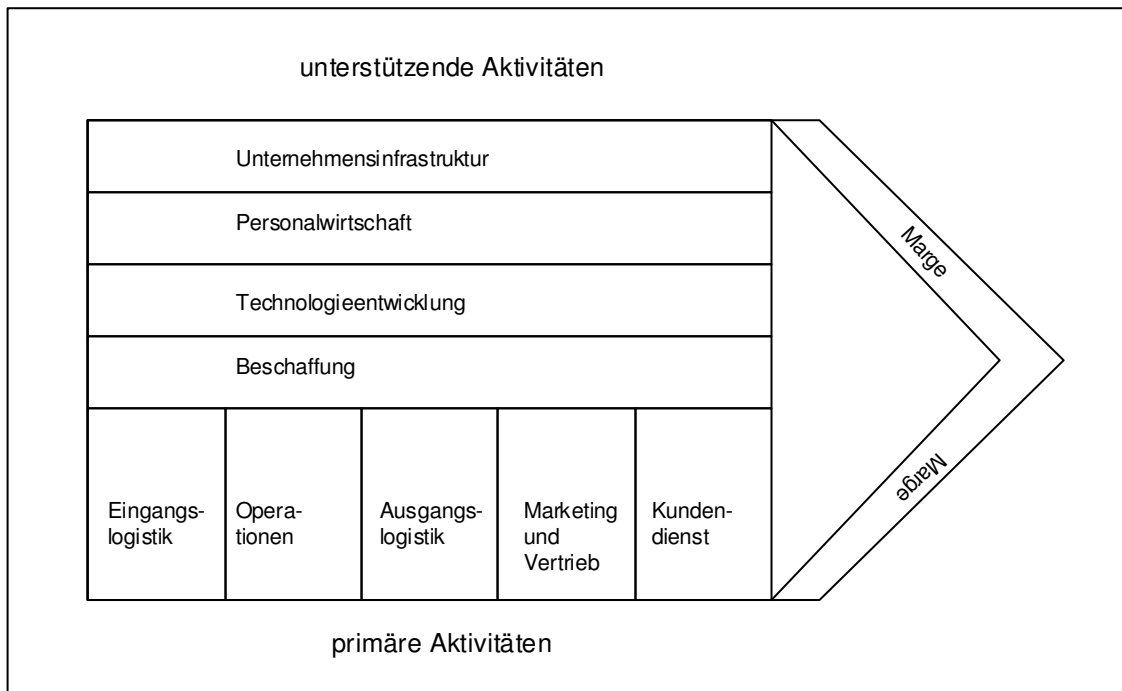 unterstützende Aktivitäten
Unternehmensinfrastruktur
Personalwirtschaft
Technologieentwicklung
Beschaffung
Eingangs-
logistik
Opera-
tionen
Ausgangs-
logistik
Marketing
und
Vertrieb
Kunden-
dienst
Marge
Marge
primäre Aktivitäten